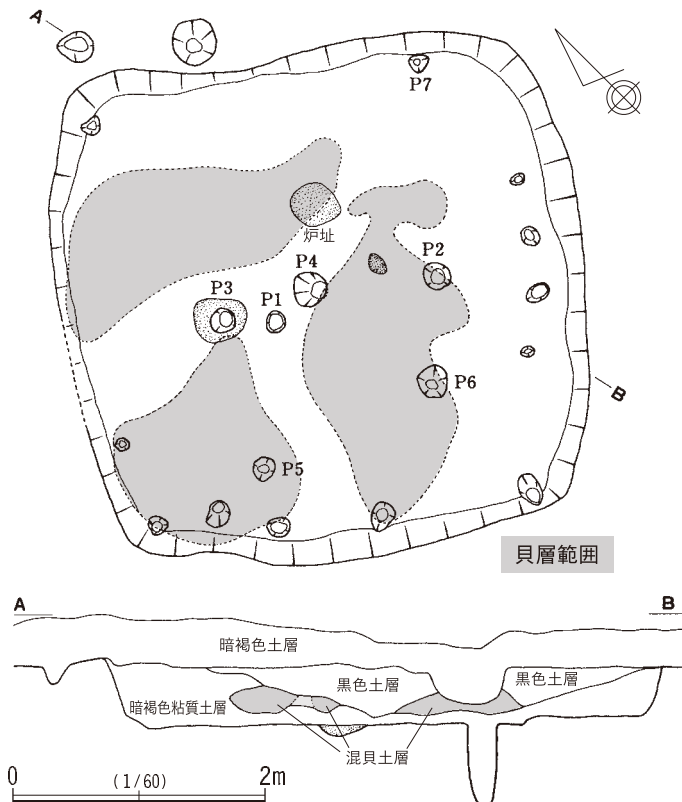 A
P7
炉址
P4
P2
P3
P1
P6
B
P5
貝層範囲
A
B
暗褐色土層
黒色土層
黒色土層
暗褐色粘質土層
混貝土層
0
(1/60)
2m